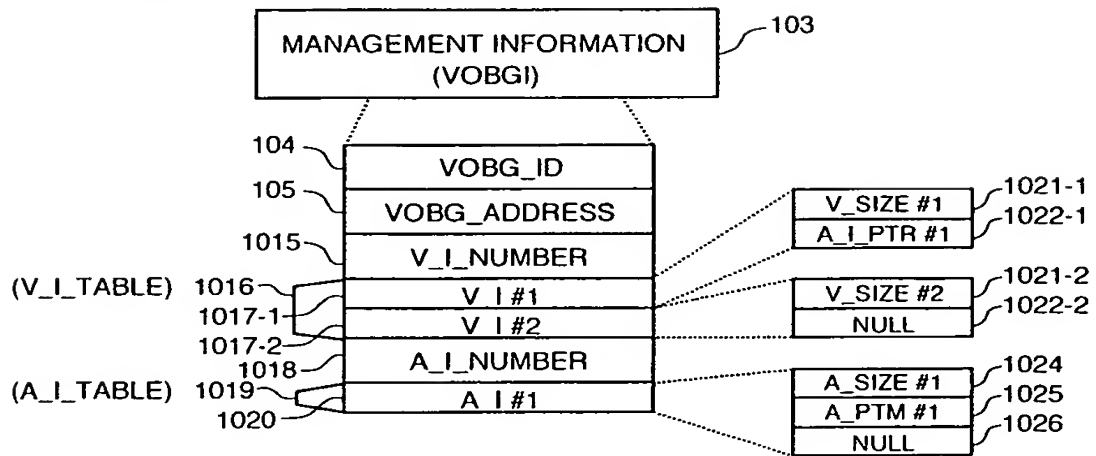 MANAGEMENT INFORMATION
(VOBGI)
103
104
VOBG_ID
105
VOBG_ADDRESS
1015
V_I_NUMBER
(V_I_TABLE)
1016
1017-1
V_I #1
1017-2
V_I #2
1018
A_I_NUMBER
(A_I_TABLE)
1019
1020
A_I #1
V_SIZE #1
1021-1
A_I_PTR #1
1022-1
V_SIZE #2
1021-2
NULL
1022-2
A_SIZE #1
1024
A_PTM #1
1025
NULL
1026